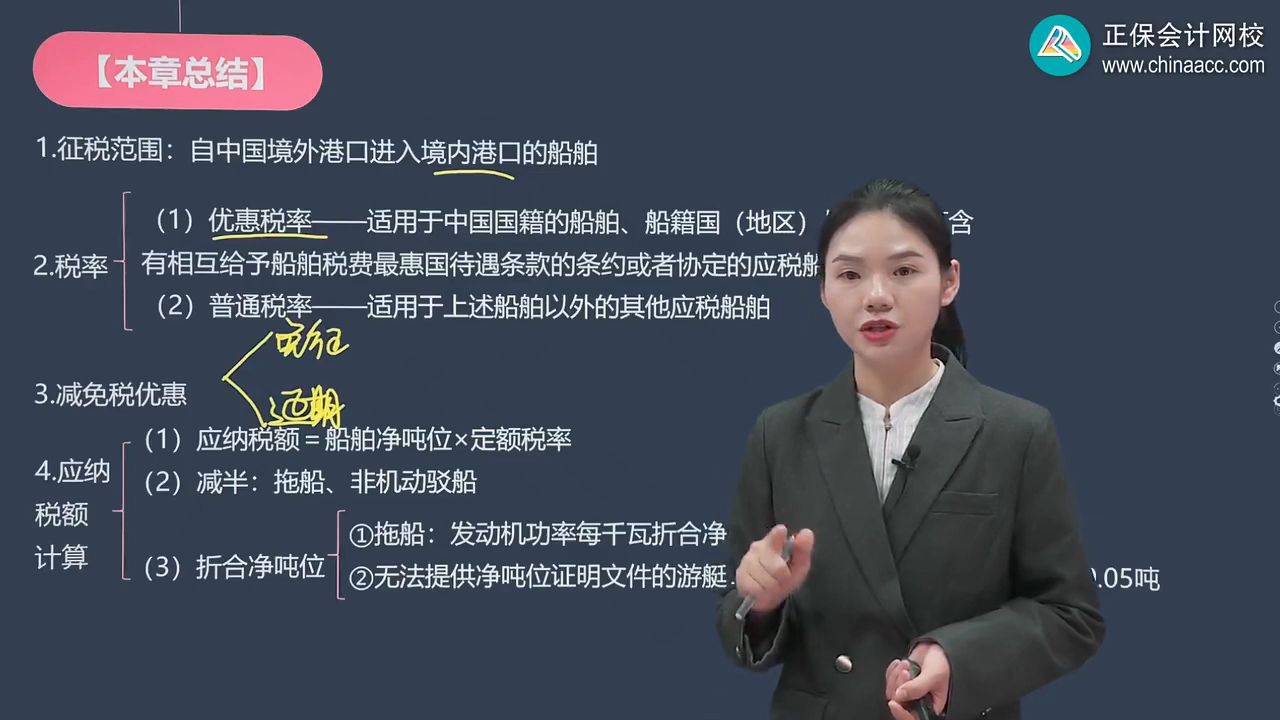 正保会计网校
www.chinaacc.com
【本章总结】
1.征税范围：自中国境外港口进入境内港口的船舶
2.税率
（1）优惠税率——适用于中国国籍的船舶、船籍国（地区）
含
有相互给予船舶税费最惠国待遇条款的条约或者协定的应税船
（2）普通税率——适用于上述船舶以外的其他应税船舶
免征
延期
3.减免税优惠
4.应纳
税额
计算
（1）应纳税额＝船舶净吨位×定额税率
（2）减半：拖船、非机动驳船
（3）折合净吨位
①拖船：发动机功率每千瓦折合净
②无法提供净吨位证明文件的游艇
.05吨